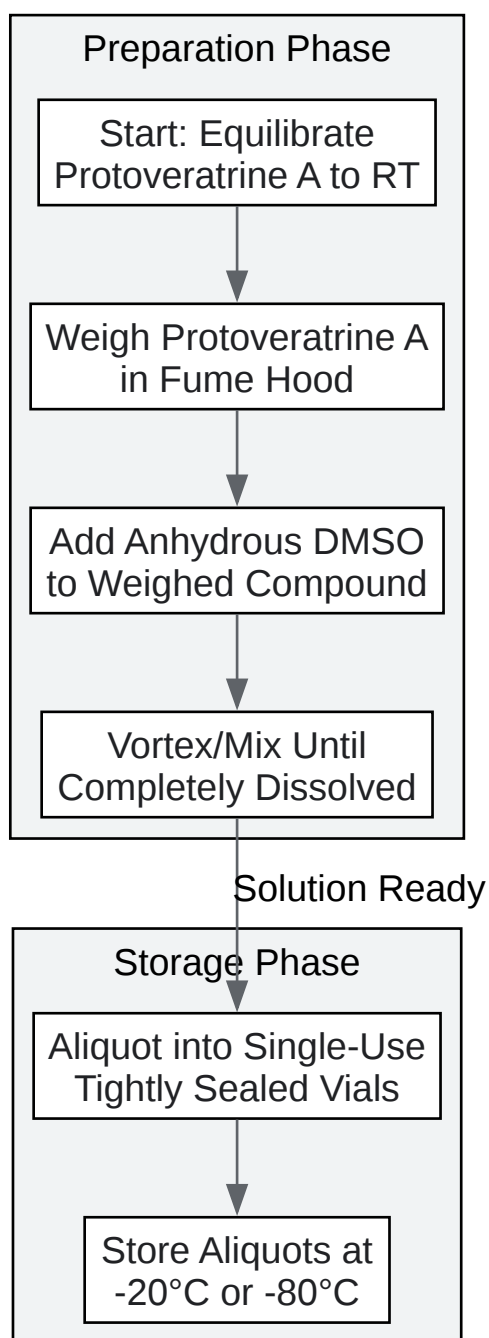 Preparation Phase
Start: Equilibrate
Protoveratrine A to RT
Weigh Protoveratrine A
in Fume Hood
Add Anhydrous DMSO
to Weighed Compound
Vortex/Mix Until
Completely Dissolved
Solution Ready
Storage Phase
Aliquot into Single-Use
Tightly Sealed Vials
Store Aliquots at
-20°C or -80°C